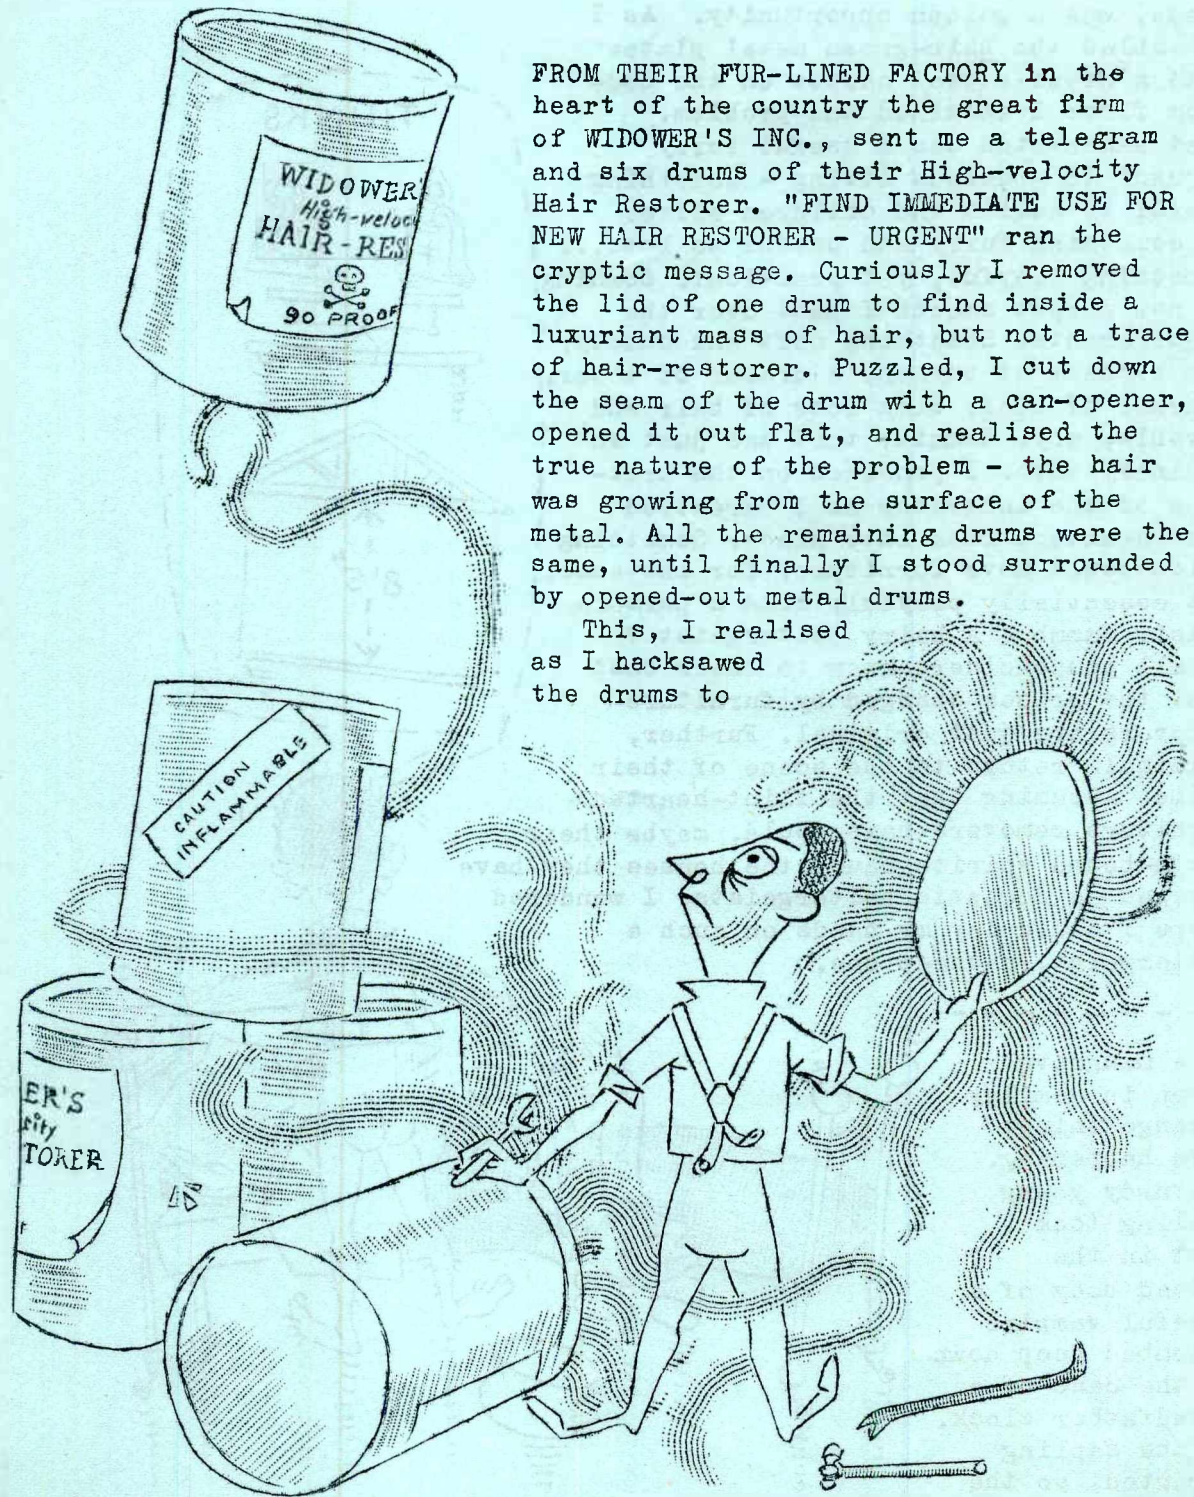 FROM THEIR FUR-LINED FACTORY in the
heart of the country the great firm
of WIDOWER'S INC., sent me a telegram
and six drums of their High-velocity
Hair Restorer. "FIND IMMEDIATE USE FOR
NEW HAIR RESTORER - URGENT" ran the
cryptic message. Curiously I removed
the lid of one drum to find inside a
luxuriant mass of hair, but not a trace
of hair-restorer. Puzzled, I cut down
the seam of the drum with a can-opener,
opened it out flat, and realised the
true nature of the problem - the hair
was growing from the surface of the
metal. All the remaining drums were the
same, until finally I stood surrounded
by opened-out metal drums.
This, I realised
as I hacksawed
the drums to
WIDOWER'
High-veloci
HAIR-RES
90 PROOF
CAUTION
INFLAMMABLE
ER'S
city
TORER